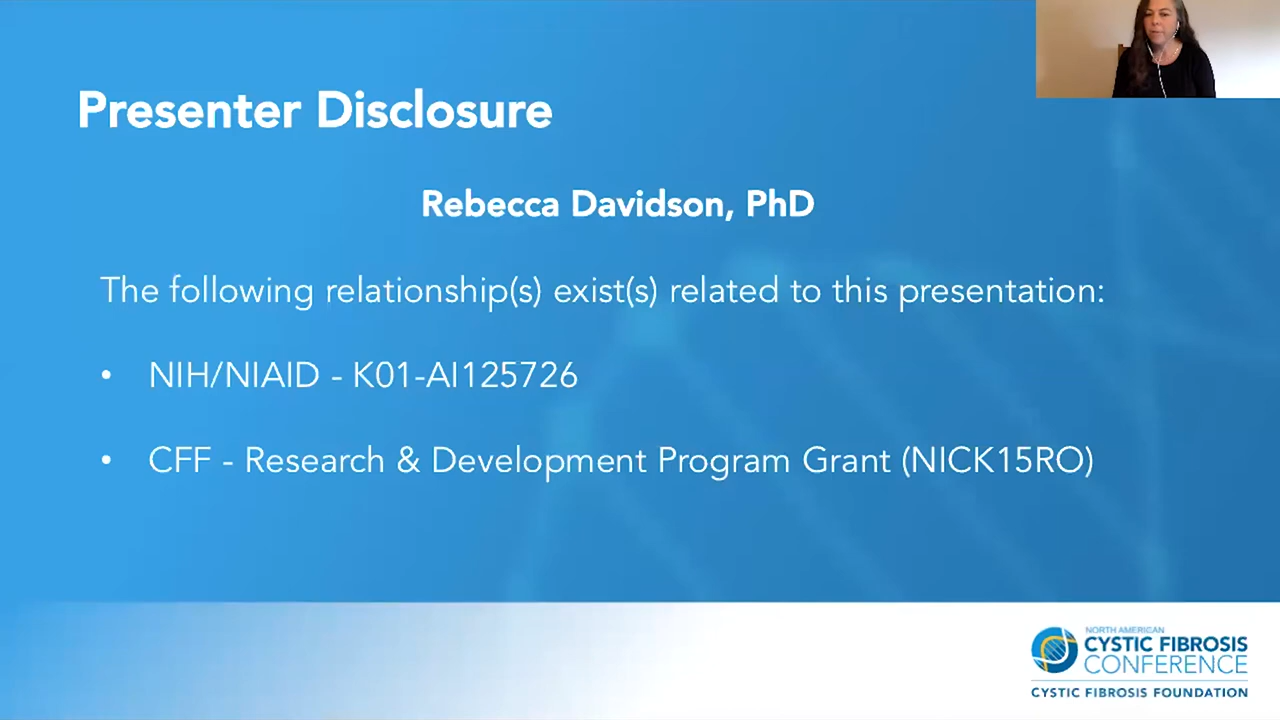 Presenter Disclosure
Rebecca Davidson, PhD
The following relationship(s) exist(s) related to this presentation:
• NIH/NIAID - K01-AI125726
• CFF - Research & Development Program Grant (NICK15RO)
NORTH AMERICAN
CYSTIC FIBROSIS
CONFERENCE
CYSTIC FIBROSIS FOUNDATION